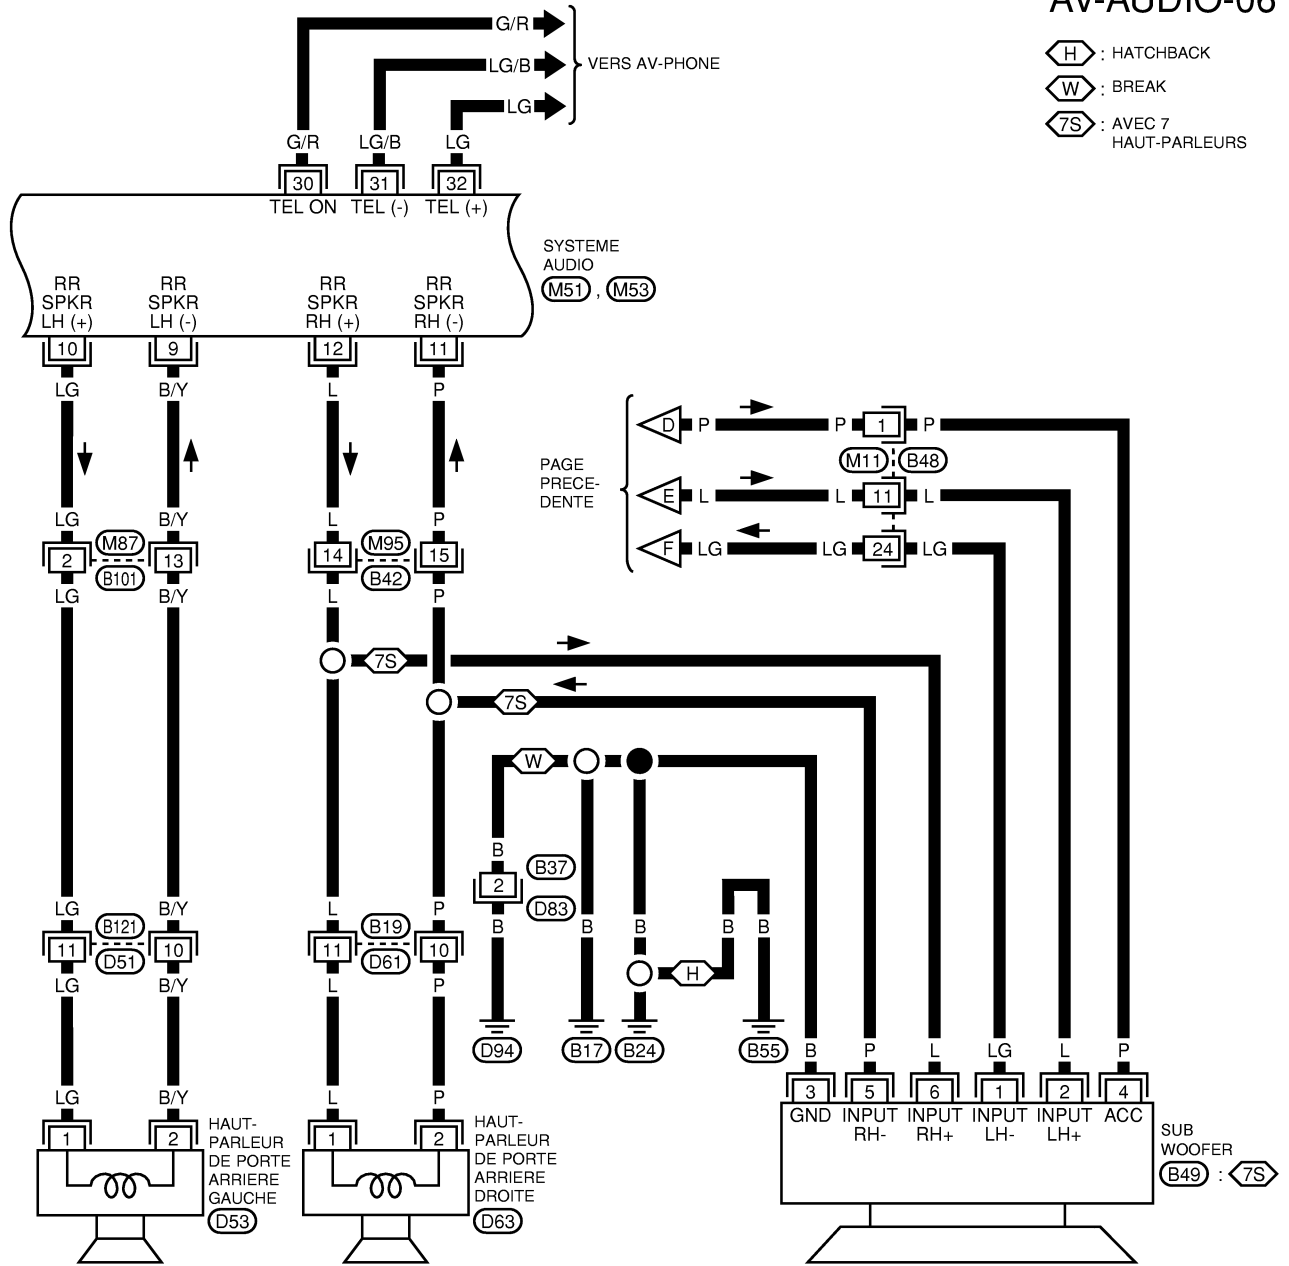 AV-AUDIO-06
H : HATCHBACK
W : BREAK
7S : AVEC 7
HAUT-PARLEURS
G/R
LG/B
VERS AV-PHONE
LG
G/R LG/B LG
30 31 32
TEL ON TEL (-) TEL (+)
SYSTEME
AUDIO
M51 , M53
RR RR RR RR
SPKR SPKR SPKR SPKR
LH (+) LH (-) RH (+) RH (-)
10 9 12 11
LG B/Y L P
D P P 1 P
M11 B48
PAGE
PRECE-
DENTE
E L L 11 L
F LG LG 24 LG
LG B/Y L P
M87 M95
2 13 14 15
B101 B42
LG B/Y L P
7S
7S
W
B
B37
2
D83
LG B/Y L P
B B B B B
B121 B19
11 10 11 10
D51 D61
LG B/Y L P
H
D94 B17 B24 B55
B P L LG L P
3 5 6 1 2 4
GND INPUT INPUT INPUT INPUT ACC
RH- RH+ LH- LH+
LG B/Y L P
1 2 1 2
HAUT-
PARLEUR
DE PORTE
ARRIERE
GAUCHE
D53
HAUT-
PARLEUR
DE PORTE
ARRIERE
DROITE
D63
SUB
WOOFER
B49 : 7S